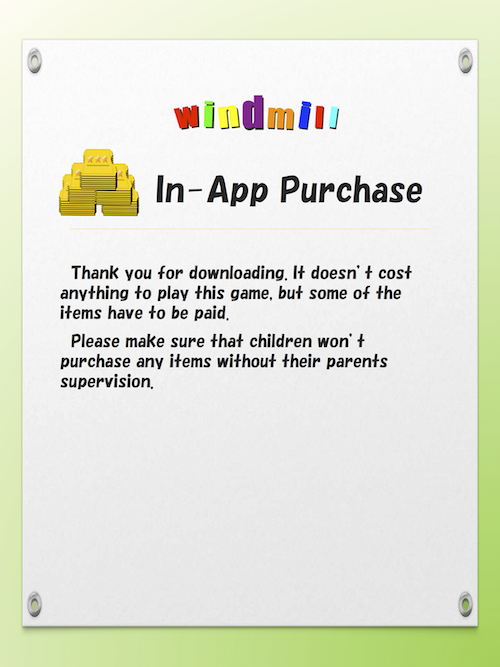 windmill
In-App Purchase
Thank you for downloading. It doesn't cost
anything to play this game, but some of the
items have to be paid.
Please make sure that children won't
purchase any items without their parents
supervision.